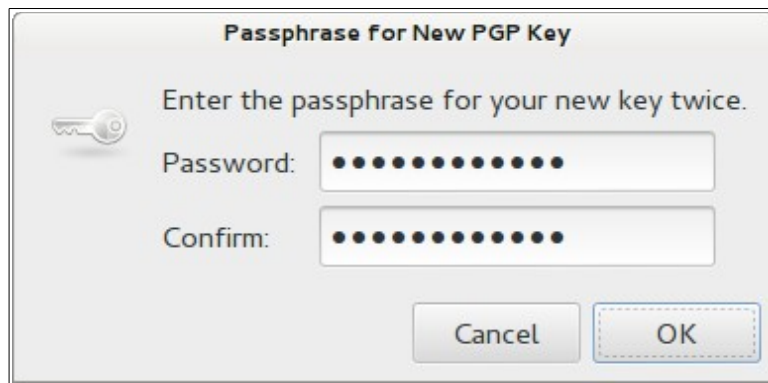 Passphrase for New PGP Key
Enter the passphrase for your new key twice.
Password: ●●●●●●●●●●●●
Confirm: ●●●●●●●●●●●●
Cancel OK